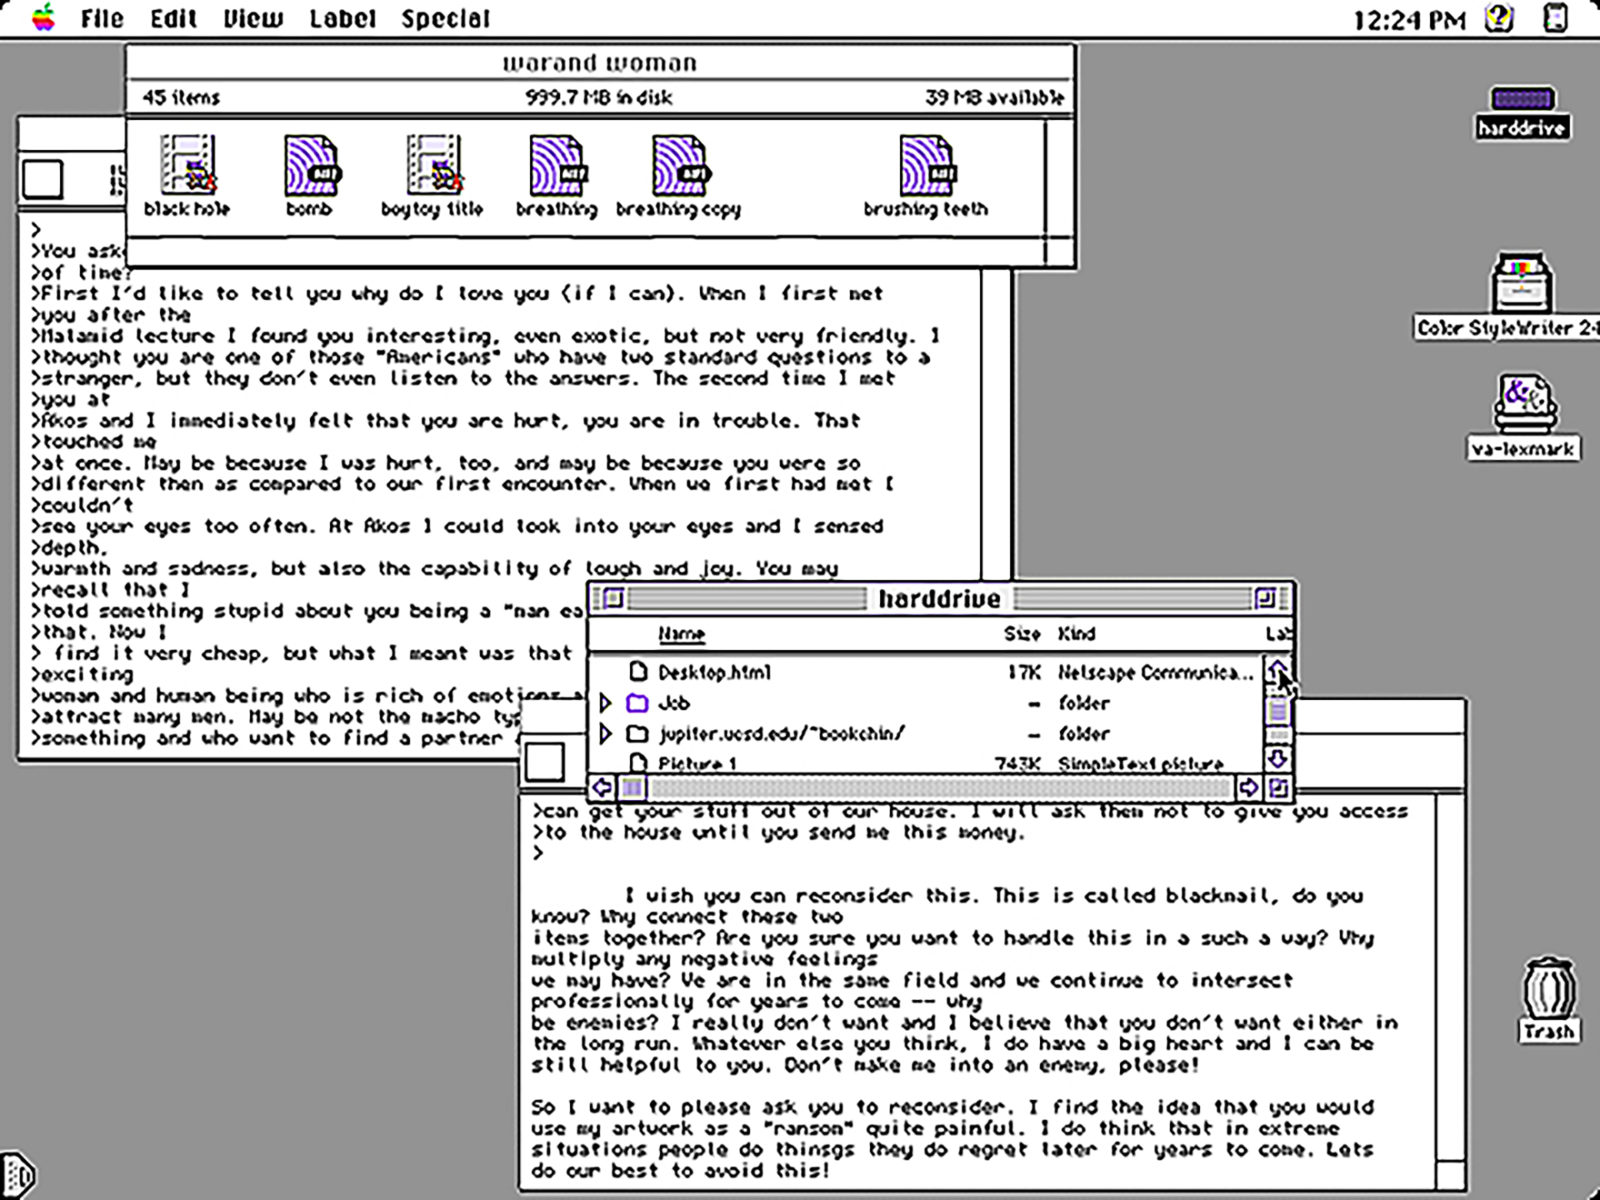 File Edit View Label Special 12:24 PM
warand woman
45 items 999.7 MB in disk 39 MB available
black hole bomb boytoy title breathing breathing copy brushing teeth
harddrive
Color StyleWriter 2
va-lexmark
Trash
>
>You aske
>of time?
>First I'd like to tell you why do I love you (if I can). When I first met
>you after the
>Malamid lecture I found you interesting, even exotic, but not very friendly. I
>thought you are one of those "Americans" who have two standard questions to a
>stranger, but they don't even listen to the answers. The second time I met
>you at
>Akos and I immediately felt that you are hurt, you are in trouble. That
>touched me
>at once. May be because I was hurt, too, and may be because you were so
>different then as compared to our first encounter. When we first had met I
>couldn't
>see your eyes too often. At Akos I could look into your eyes and I sensed
>depth,
>warmth and sadness, but also the capability of lough and joy. You may
>recall that I
>told something stupid about you being a "man ea
>that. Now I
> find it very cheap, but what I meant was that
>exciting
>woman and human being who is rich of emotions a
>attract many men. May be not the macho typ
>something and who want to find a partner
harddrive
Name Size Kind Lab
Desktop.html 17K Netscape Communica...
Job - folder
jupiter.ucsd.edu/~bookchin/ - folder
Picture 1 743K SimpleText picture
>can get your stuff out of our house. I will ask them not to give you access
>to the house until you send me this money.
>
I wish you can reconsider this. This is called blackmail, do you
know? Why connect these two
items together? Are you sure you want to handle this in a such a way? Why
multiply any negative feelings
we may have? We are in the same field and we continue to intersect
professionally for years to come -- why
be enemies? I really don't want and I believe that you don't want either in
the long run. Whatever else you think, I do have a big heart and I can be
still helpful to you. Don't make me into an enemy, please!
So I want to please ask you to reconsider. I find the idea that you would
use my artwork as a "ransom" quite painful. I do think that in extreme
situations people do thinsgs they do regret later for years to come. Lets
do our best to avoid this!